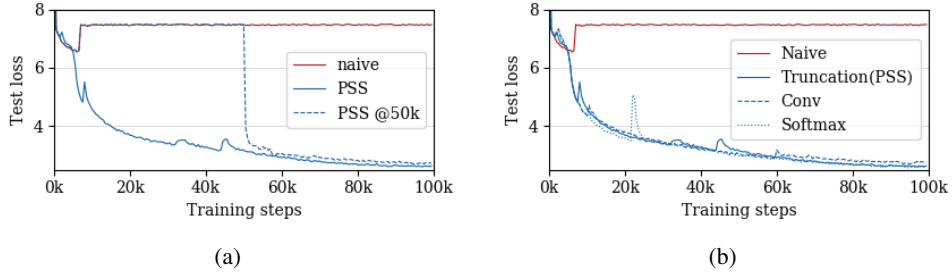 8
6
4
Test loss
naive
PSS
PSS @50k
0k
20k
40k
60k
80k
100k
Training steps
(a)
8
6
4
Test loss
Naive
Truncation(PSS)
Conv
Softmax
0k
20k
40k
60k
80k
100k
Training steps
(b)